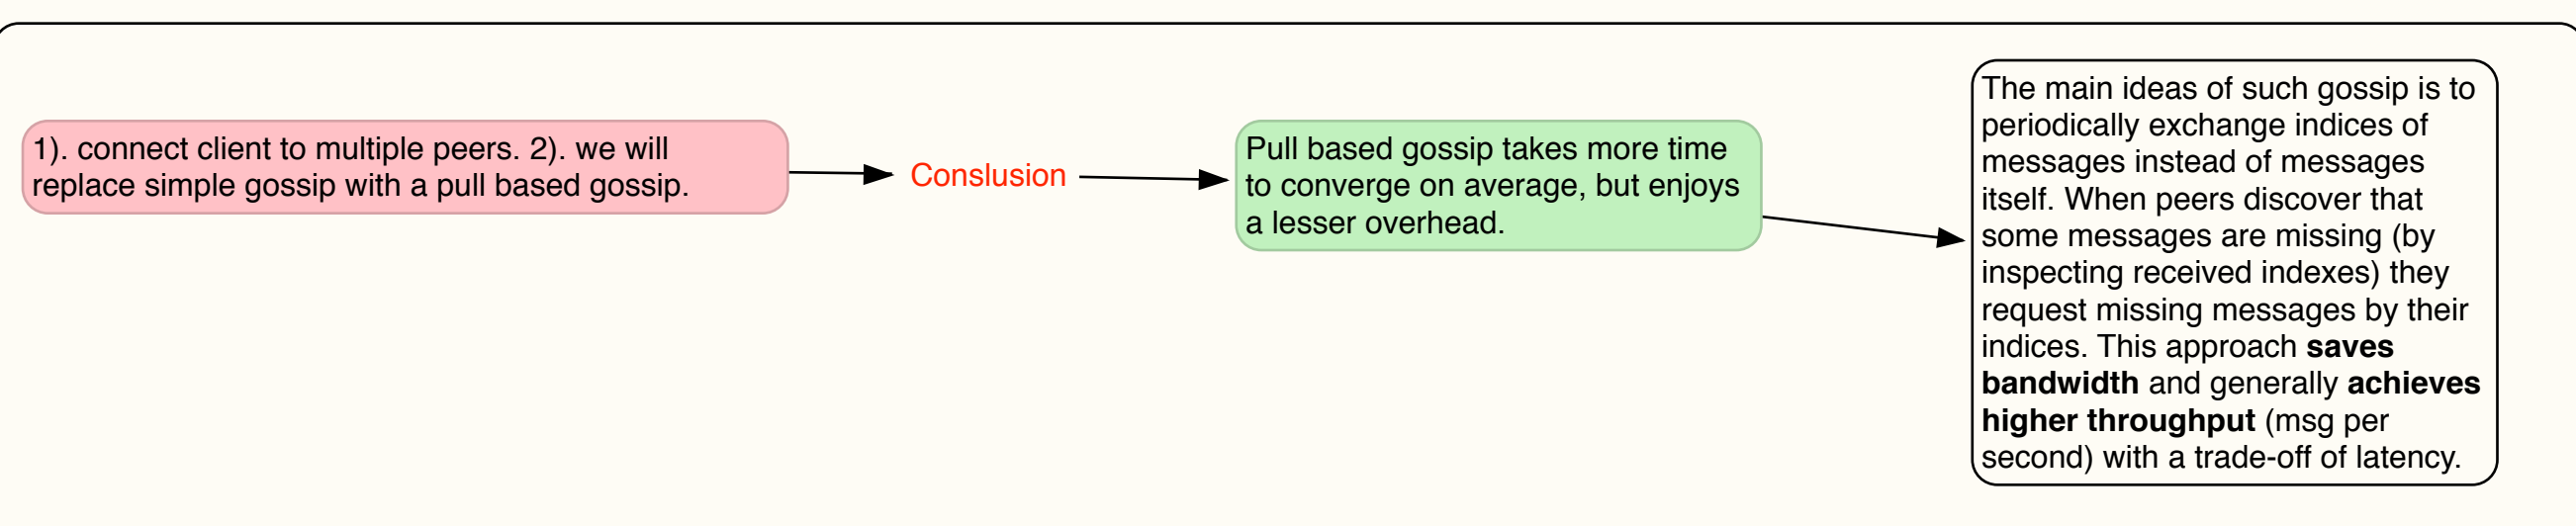 1). connect client to multiple peers. 2). we will
replace simple gossip with a pull based gossip.
Conslusion
Pull based gossip takes more time
to converge on average, but enjoys
a lesser overhead.
The main ideas of such gossip is to
periodically exchange indices of
messages instead of messages
itself. When peers discover that
some messages are missing (by
inspecting received indexes) they
request missing messages by their
indices. This approach saves
bandwidth and generally achieves
higher throughput (msg per
second) with a trade-off of latency.